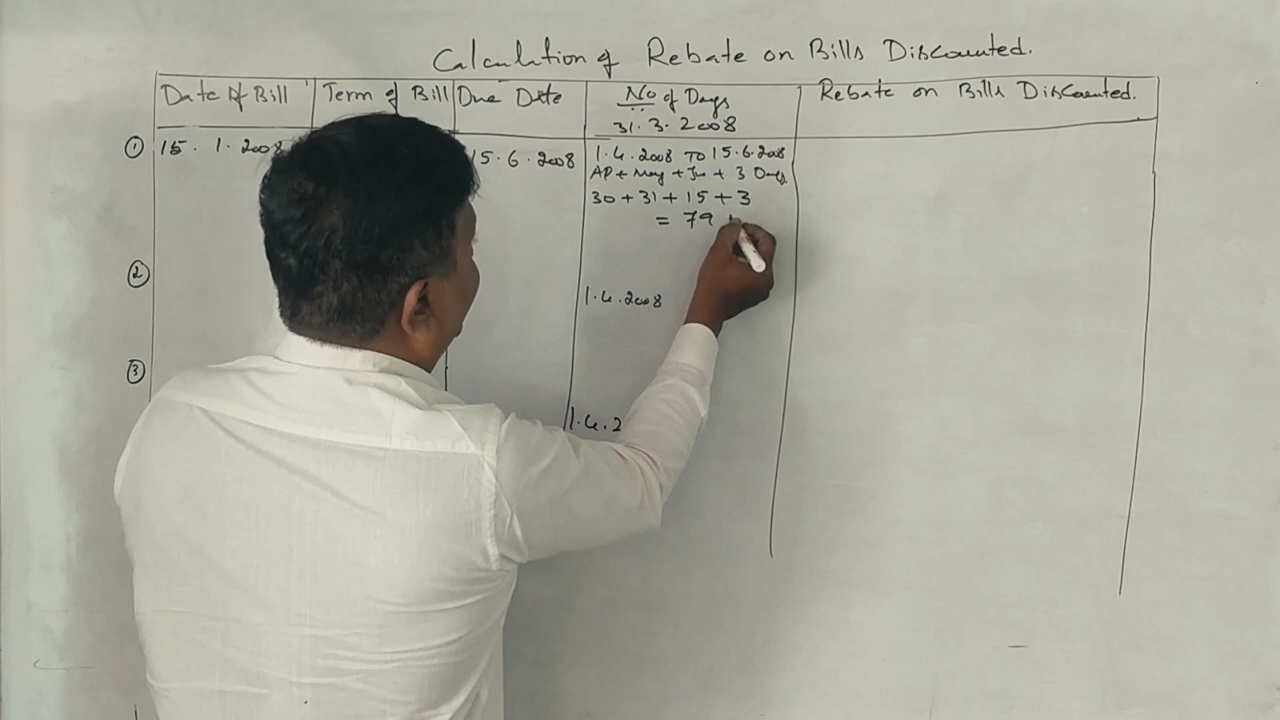 Calculation of Rebate on Bills Discounted.
Date of Bill Term of Bill Due Date No of Days Rebate on Bills Discounted.
31.3.2008
① 15.1.2008 15.6.2008 1.4.2008 TO 15.6.2008
AP + May + Ju + 3 Days
30 + 31 + 15 + 3
= 79
②
1.4.2008
③
1.4.2